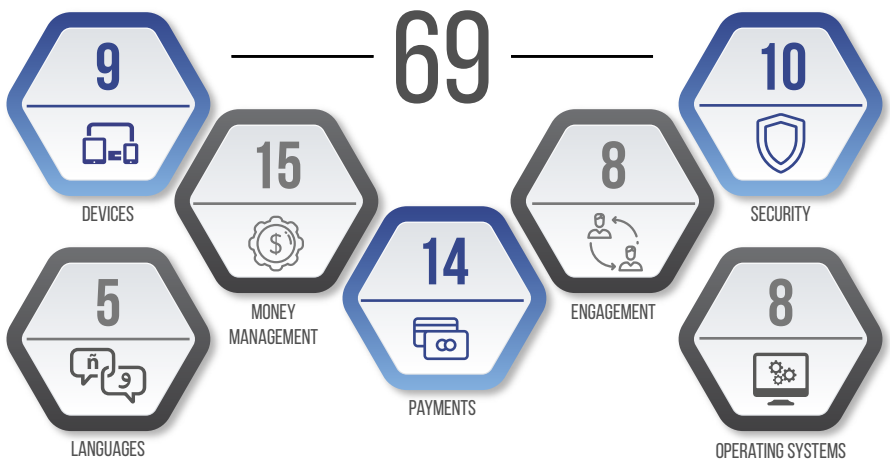 69
9
DEVICES
10
SECURITY
15
MONEY
MANAGEMENT
8
ENGAGEMENT
14
PAYMENTS
5
ñ
و
LANGUAGES
8
OPERATING SYSTEMS